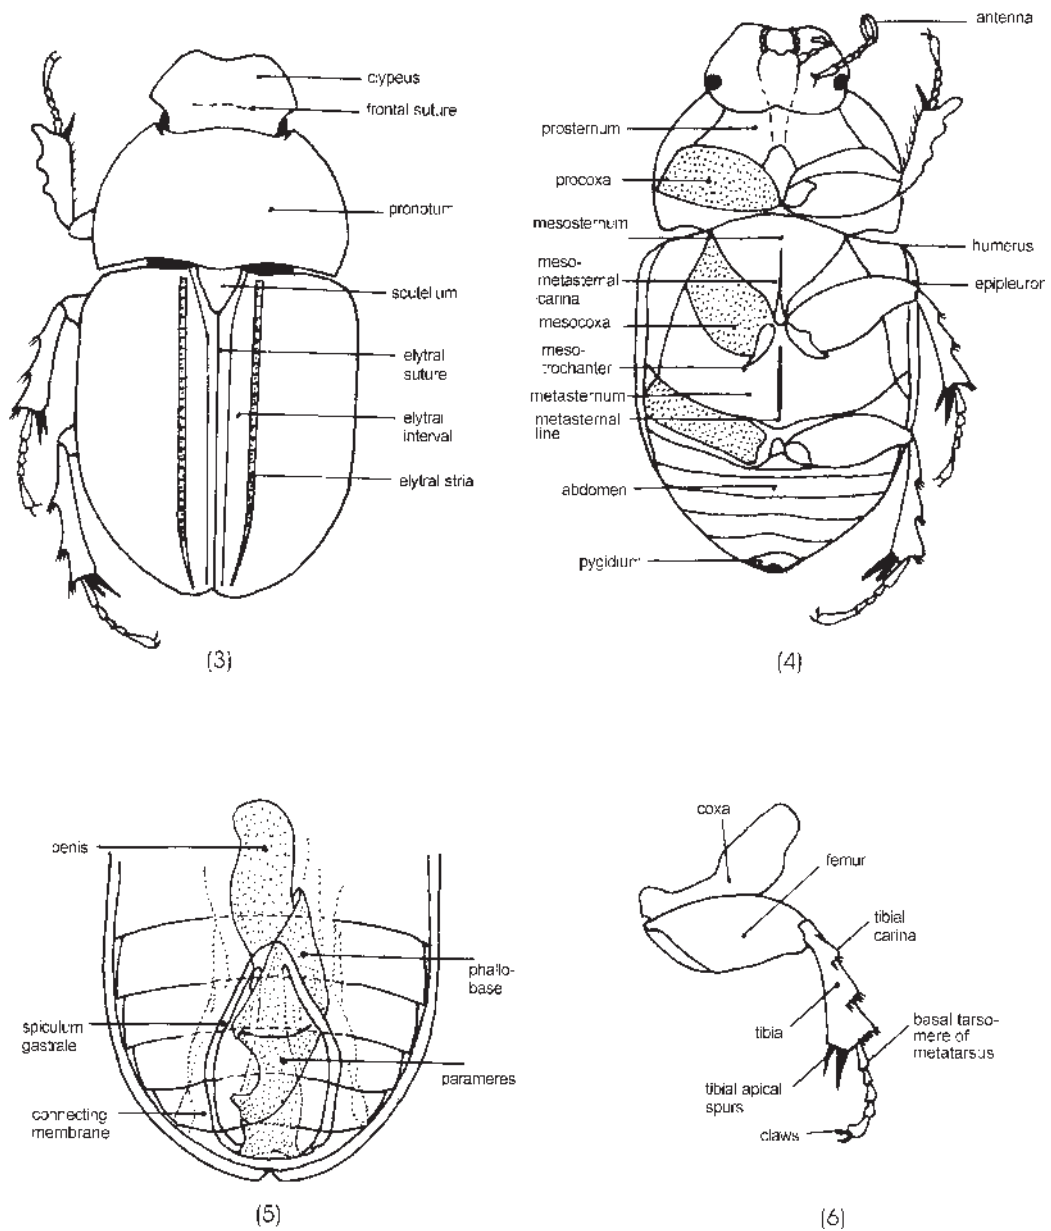 clypeus
frontal suture
pronotum
scutellum
elytral
suture
elytral
interval
elytral stria
(3)
antenna
prosternum
procoxa
mesosternum
humerus
meso-
metasternal
carina
epipleuron
mesocoxa
meso-
trochanter
metasternum
metasternal
line
abdomen
pygidium
(4)
penis
phallo-
base
spiculum
gastrale
parameres
connecting
membrane
(5)
coxa
femur
tibial
carina
tibia
basal tarso-
mere of
metatarsus
tibial apical
spurs
claws
(6)